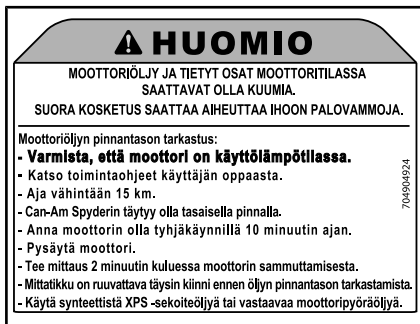 HUOMIO
MOOTTORIÖLJY JA TIETYT OSAT MOOTTORITILASSA
SAATTAVAT OLLA KUUMIA.
SUORA KOSKETUS SAATTAA AIHEUTTAA IHOON PALOVAMMOJA.
Moottoriöljyn pinnantason tarkastus:
- Varmista, että moottori on käyttölämpötilassa.
- Katso toimintaohjeet käyttäjän oppaasta.
- Aja vähintään 15 km.
- Can-Am Spyderin täytyy olla tasaisella pinnalla.
- Anna moottorin olla tyhjäkäynnillä 10 minuutin ajan.
- Pysäytä moottori.
- Tee mittaus 2 minuutin kuluessa moottorin sammuttamisesta.
- Mittatikku on ruuvattava täysin kiinni ennen öljyn pinnantason tarkastamista.
- Käytä synteettistä XPS -sekoiteöljyä tai vastaavaa moottoripyöräöljyä.
704904924